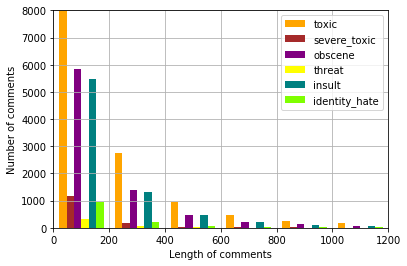 8000
7000
6000
5000
4000
3000
2000
1000
0
Number of comments
toxic
severe_toxic
obscene
threat
insult
identity_hate
0 200 400 600 800 1000 1200
Length of comments